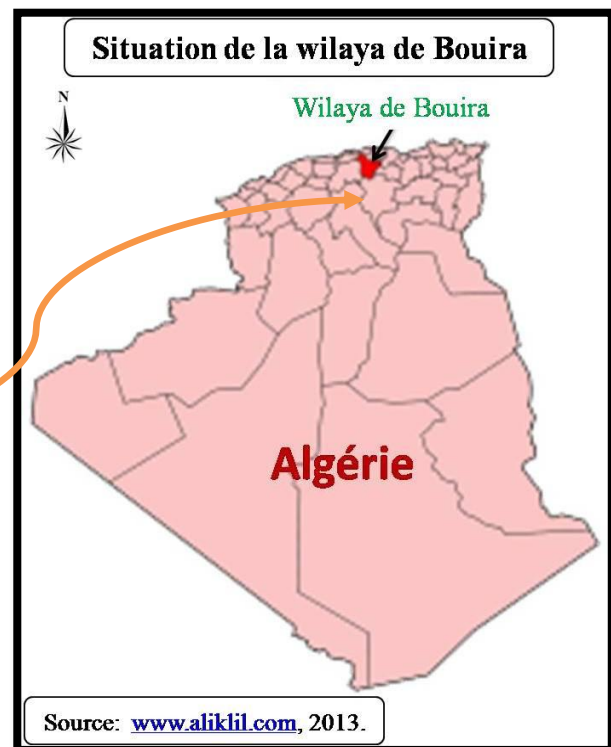 Situation de la wilaya de Bouira
N
Wilaya de Bouira
Algérie
Source: www.aliklil.com, 2013.